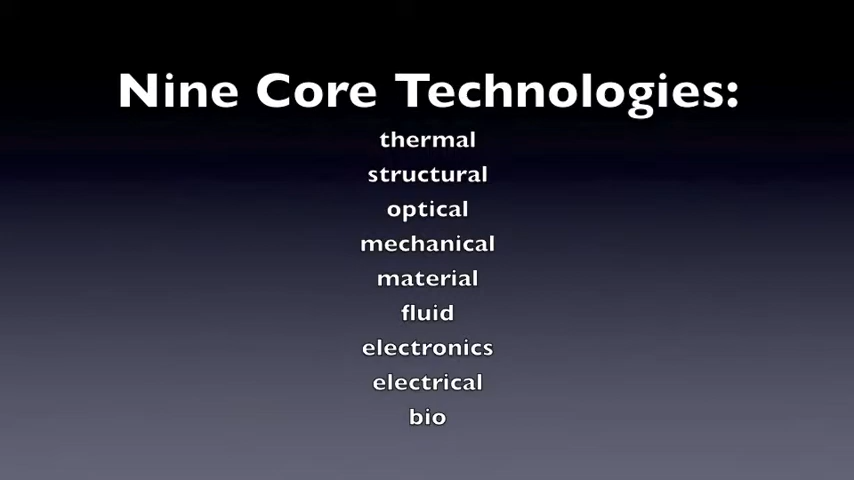 Nine Core Technologies:
thermal
structural
optical
mechanical
material
fluid
electronics
electrical
bio